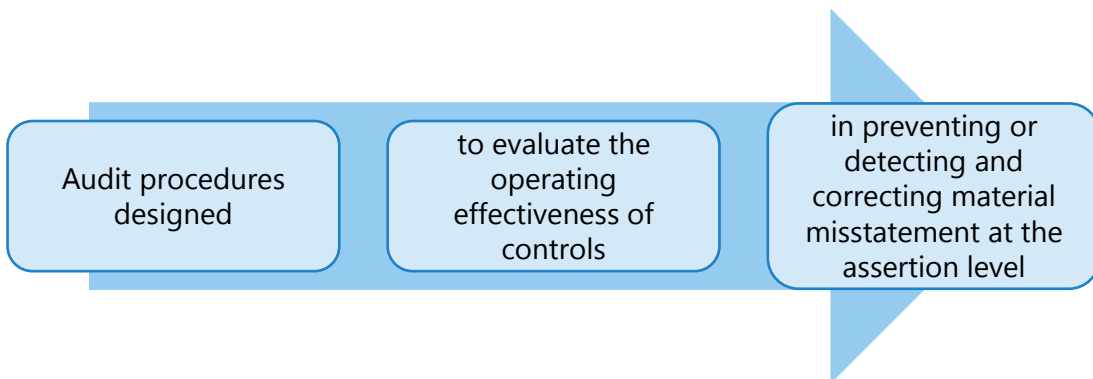 Audit procedures
designed
to evaluate the
operating
effectiveness of
controls
in preventing or
detecting and
correcting material
misstatement at the
assertion level